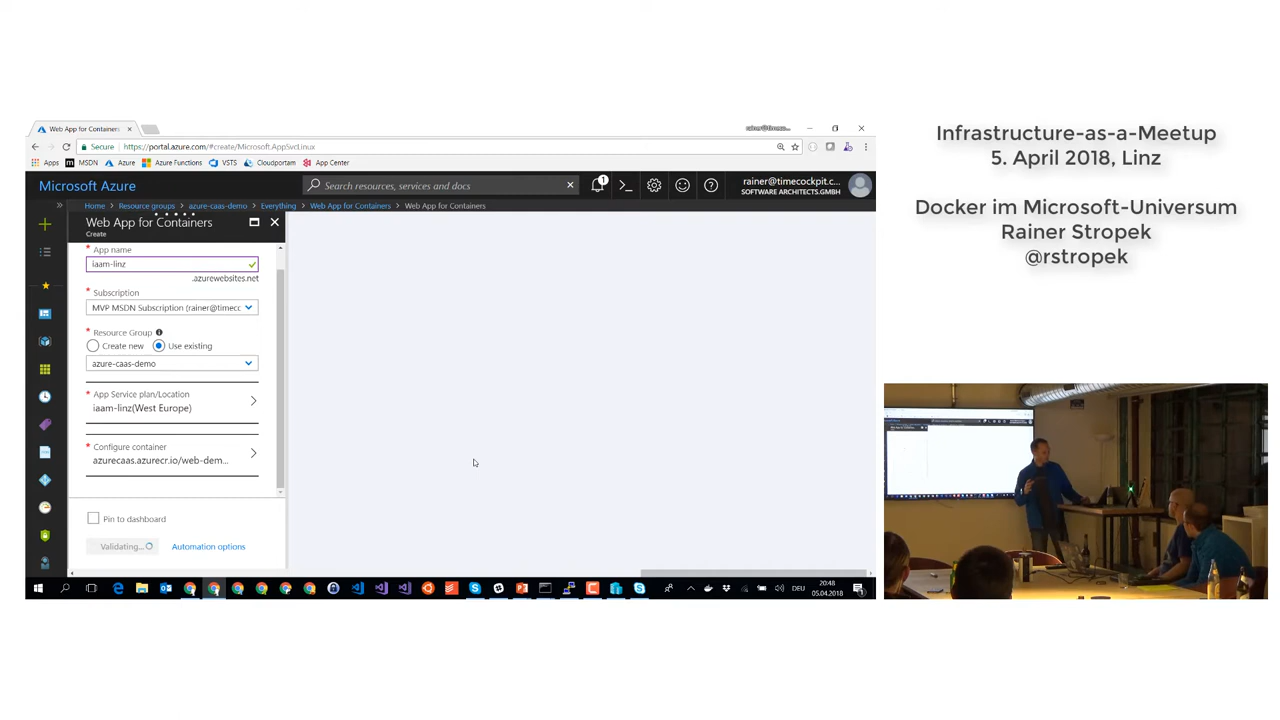 Web App for Containers
rainer@timeco...
Secure
https://portal.azure.com/#create/Microsoft.AppSvcLinux
Apps
MSDN
Azure
Azure Functions
VSTS
Cloudportam
App Center
Microsoft Azure
Search resources, services and docs
1
rainer@timecockpit.c...
SOFTWARE ARCHITECTS GMBH
Home
Resource groups
azure-caas-demo
Everything
Web App for Containers
Web App for Containers
Web App for Containers
Create
* App name
iaam-linz
.azurewebsites.net
* Subscription
MVP MSDN Subscription (rainer@timecc
* Resource Group
Create new
Use existing
azure-caas-demo
* App Service plan/Location
iaam-linz(West Europe)
* Configure container
azurecaas.azurecr.io/web-dem...
Pin to dashboard
Validating...
Automation options
DEU
20:48
05.04.2018
Infrastructure-as-a-Meetup
5. April 2018, Linz
Docker im Microsoft-Universum
Rainer Stropek
@rstropek